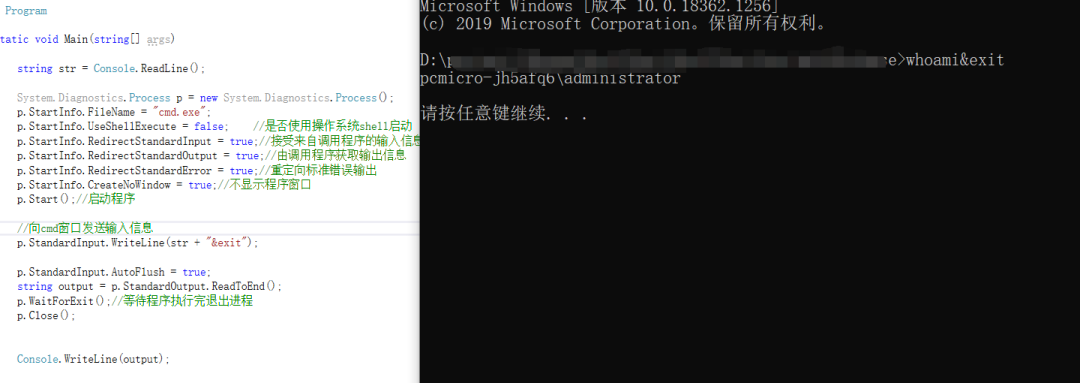 Program
tatic void Main(string[] args)
string str = Console.ReadLine();
System.Diagnostics.Process p = new System.Diagnostics.Process();
p.StartInfo.FileName = "cmd.exe";
p.StartInfo.UseShellExecute = false;    //是否使用操作系统shell启动
p.StartInfo.RedirectStandardInput = true;//接受来自调用程序的输入信息
p.StartInfo.RedirectStandardOutput = true;//由调用程序获取输出信息
p.StartInfo.RedirectStandardError = true;//重定向标准错误输出
p.StartInfo.CreateNoWindow = true;//不显示程序窗口
p.Start();//启动程序
//向cmd窗口发送输入信息
p.StandardInput.WriteLine(str + "&exit");
p.StandardInput.AutoFlush = true;
string output = p.StandardOutput.ReadToEnd();
p.WaitForExit();//等待程序执行完退出进程
p.Close();
Console.WriteLine(output);
Microsoft Windows [版本 10.0.18362.1256]
(c) 2019 Microsoft Corporation。保留所有权利。
D:\p se>whoami&exit
pcmicro-jh5afq6\administrator
请按任意键继续. . .